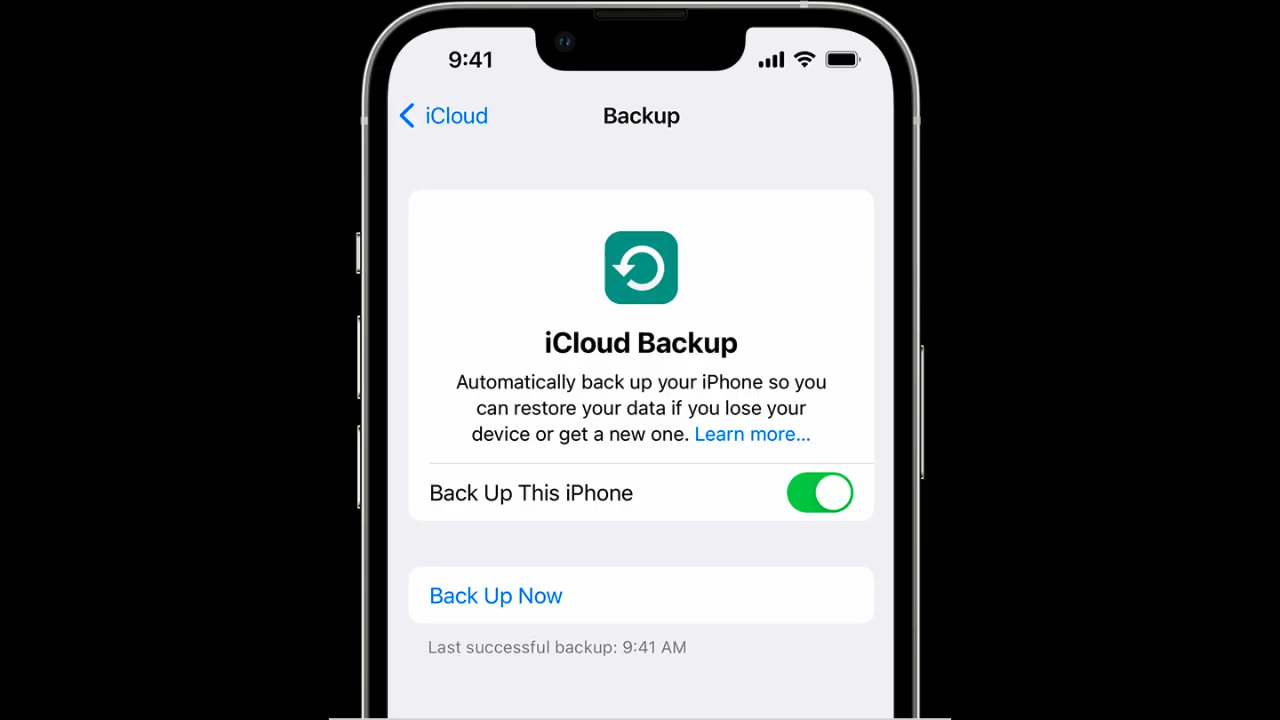 9:41
iCloud
Backup
iCloud Backup
Automatically back up your iPhone so you
can restore your data if you lose your
device or get a new one. Learn more...
Back Up This iPhone
Back Up Now
Last successful backup: 9:41 AM